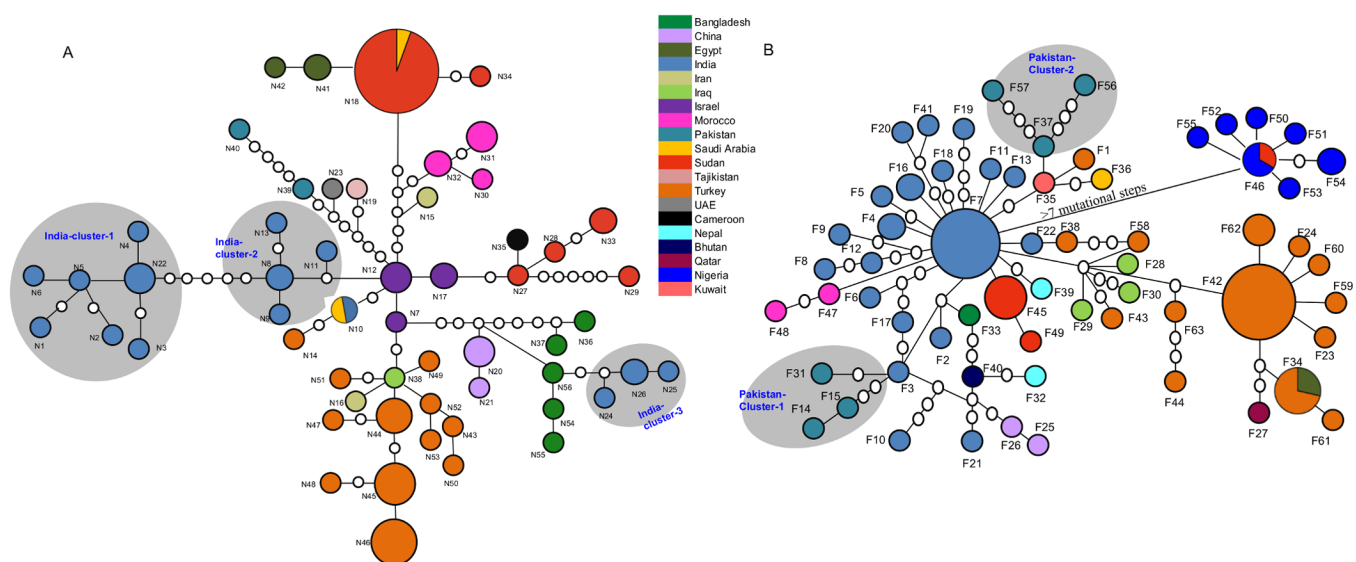 A
N42
N41
N18
N34
N40
N31
N32
N30
N39
N23
N19
N15
India-cluster-1
N4
N5
N22
N6
N1
N2
N3
India-
cluster-2
N13
N8
N11
N9
N12
N17
N10
N14
N35
N28
N33
N27
N29
N7
N37
N36
N20
N21
N56
N54
N55
N24
N26
N25
India-
cluster-3
N51
N38
N49
N16
N47
N44
N52
N43
N53
N50
N48
N45
N46
Bangladesh
China
Egypt
India
Iran
Iraq
Israel
Morocco
Pakistan
Saudi Arabia
Sudan
Tajikistan
Turkey
UAE
Cameroon
Nepal
Bhutan
Qatar
Nigeria
Kuwait
B
Pakistan-
Cluster-2
F57
F56
F37
F41
F19
F20
F18
F11
F13
F16
F7
F1
F36
F35
F5
F4
F9
F12
F8
F6
F48
F47
F17
F22
F38
F58
F39
F45
F49
F33
F2
F40
F32
F3
F31
F15
F14
Pakistan-
Cluster-1
F10
F21
F26
F25
>7 mutational steps
F52
F50
F55
F51
F46
F53
F54
F28
F30
F29
F43
F63
F44
F62
F24
F60
F42
F59
F23
F34
F27
F61